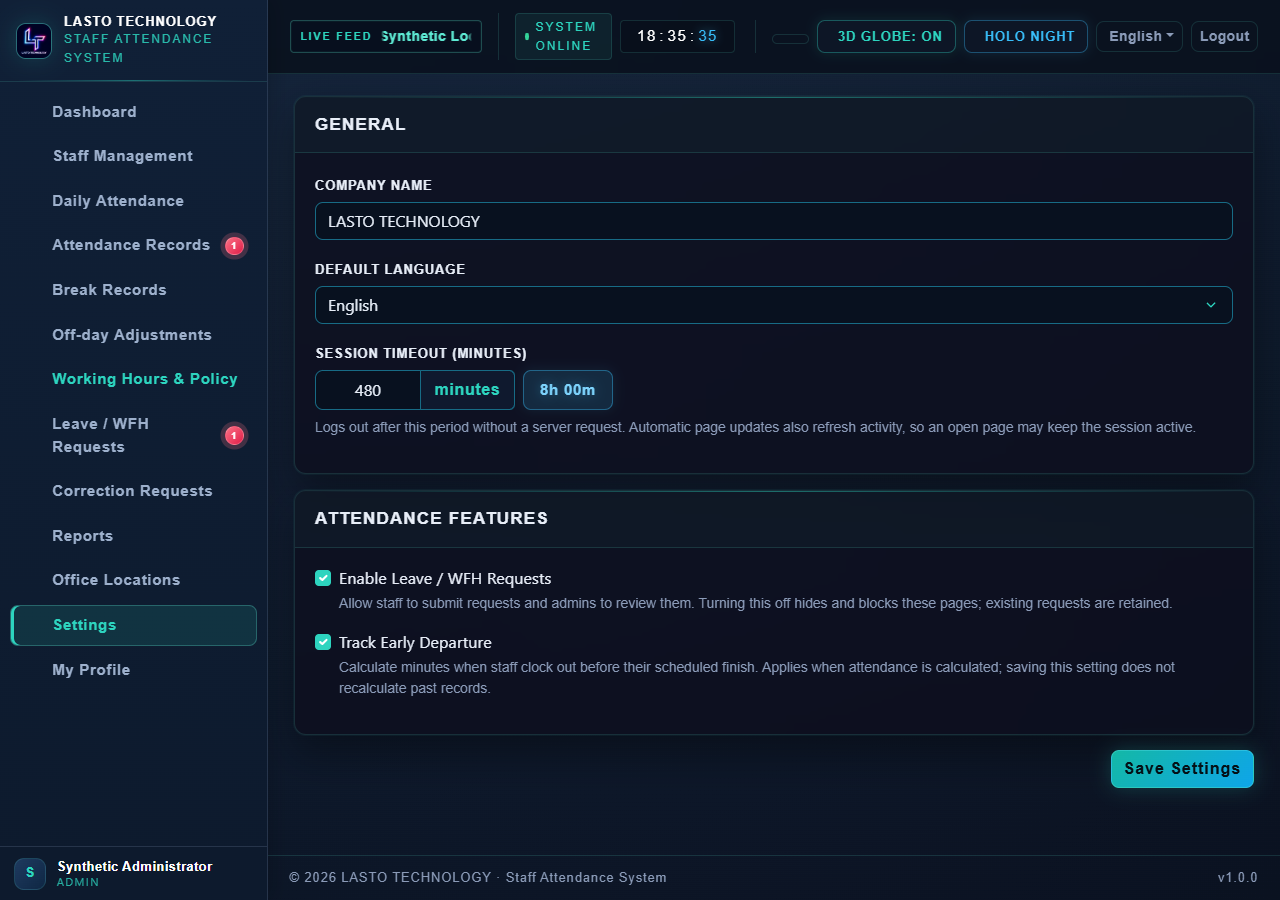 LASTO TECHNOLOGY
STAFF ATTENDANCE
SYSTEM
Dashboard
Staff Management
Daily Attendance
Attendance Records 1
Break Records
Off-day Adjustments
Working Hours & Policy
Leave / WFH
Requests 1
Correction Requests
Reports
Office Locations
Settings
My Profile
S
Synthetic Administrator
ADMIN
LIVE FEED Synthetic Lo
SYSTEM
ONLINE
18:35:35
3D GLOBE: ON
HOLO NIGHT
English
Logout
GENERAL
COMPANY NAME
LASTO TECHNOLOGY
DEFAULT LANGUAGE
English
SESSION TIMEOUT (MINUTES)
480 minutes 8h 00m
Logs out after this period without a server request. Automatic page updates also refresh activity, so an open page may keep the session active.
ATTENDANCE FEATURES
Enable Leave / WFH Requests
Allow staff to submit requests and admins to review them. Turning this off hides and blocks these pages; existing requests are retained.
Track Early Departure
Calculate minutes when staff clock out before their scheduled finish. Applies when attendance is calculated; saving this setting does not
recalculate past records.
Save Settings
© 2026 LASTO TECHNOLOGY · Staff Attendance System
v1.0.0